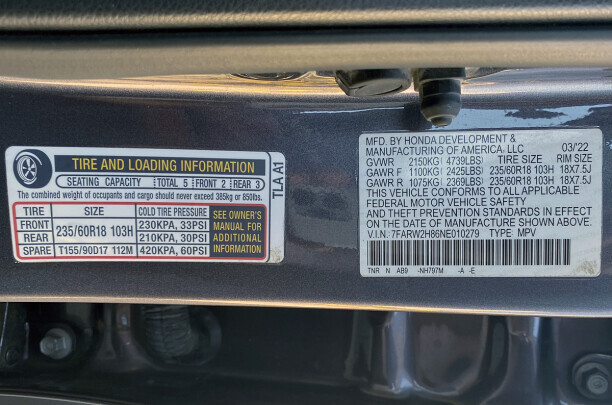 TIRE AND LOADING INFORMATION
SEATING CAPACITY TOTAL 5 FRONT 2 REAR 3
The combined weight of occupants and cargo should never exceed 385kg or 850lbs.
TIRE SIZE COLD TIRE PRESSURE
FRONT 235/60R18 103H 230KPA, 33PSI
REAR 210KPA, 30PSI
SPARE T155/90D17 112M 420KPA, 60PSI
SEE OWNER'S
MANUAL FOR
ADDITIONAL
INFORMATION
TLA A1
MFD. BY HONDA DEVELOPMENT &
MANUFACTURING OF AMERICA, LLC 03/22
GVWR 2150KG(4739LBS) TIRE SIZE RIM SIZE
GAWR F 1100KG(2425LBS) 235/60R18 103H 18X7.5J
GAWR R 1075KG(2369LBS) 235/60R18 103H 18X7.5J
THIS VEHICLE CONFORMS TO ALL APPLICABLE
FEDERAL MOTOR VEHICLE SAFETY
AND THEFT PREVENTION STANDARDS IN EFFECT
ON THE DATE OF MANUFACTURE SHOWN ABOVE.
V.I.N. 7FARW2H86NE010279 TYPE MPV
TNR N AB9 -NH797M -A -E